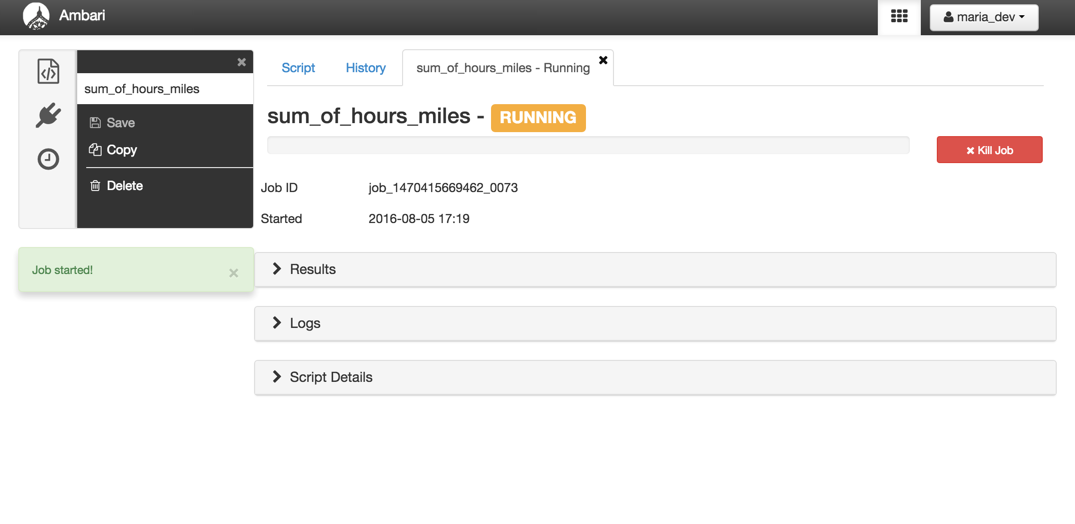 Ambari
maria_dev
sum_of_hours_miles
Save
Copy
Delete
Job started!
Script History sum_of_hours_miles - Running
sum_of_hours_miles - RUNNING
Kill Job
Job ID job_1470415669462_0073
Started 2016-08-05 17:19
Results
Logs
Script Details